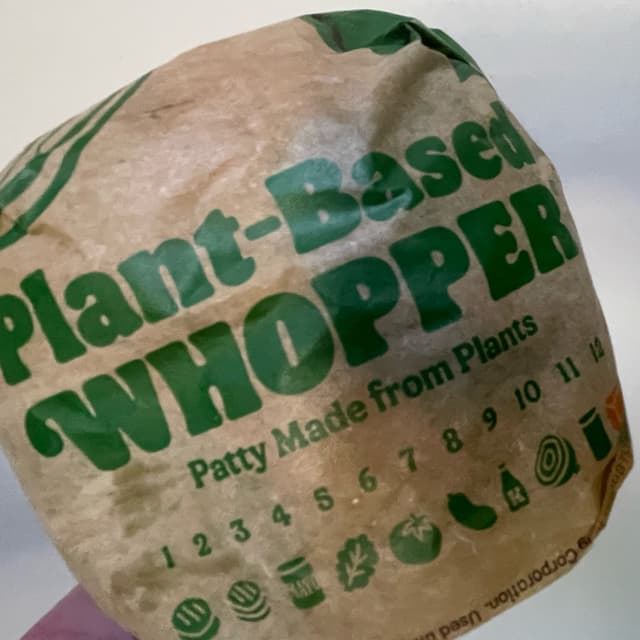 Plant-Based
WHOPPER
Patty Made from Plants
1 2 3 4 5 6 7 8 9 10 11 12
Corporation. Used